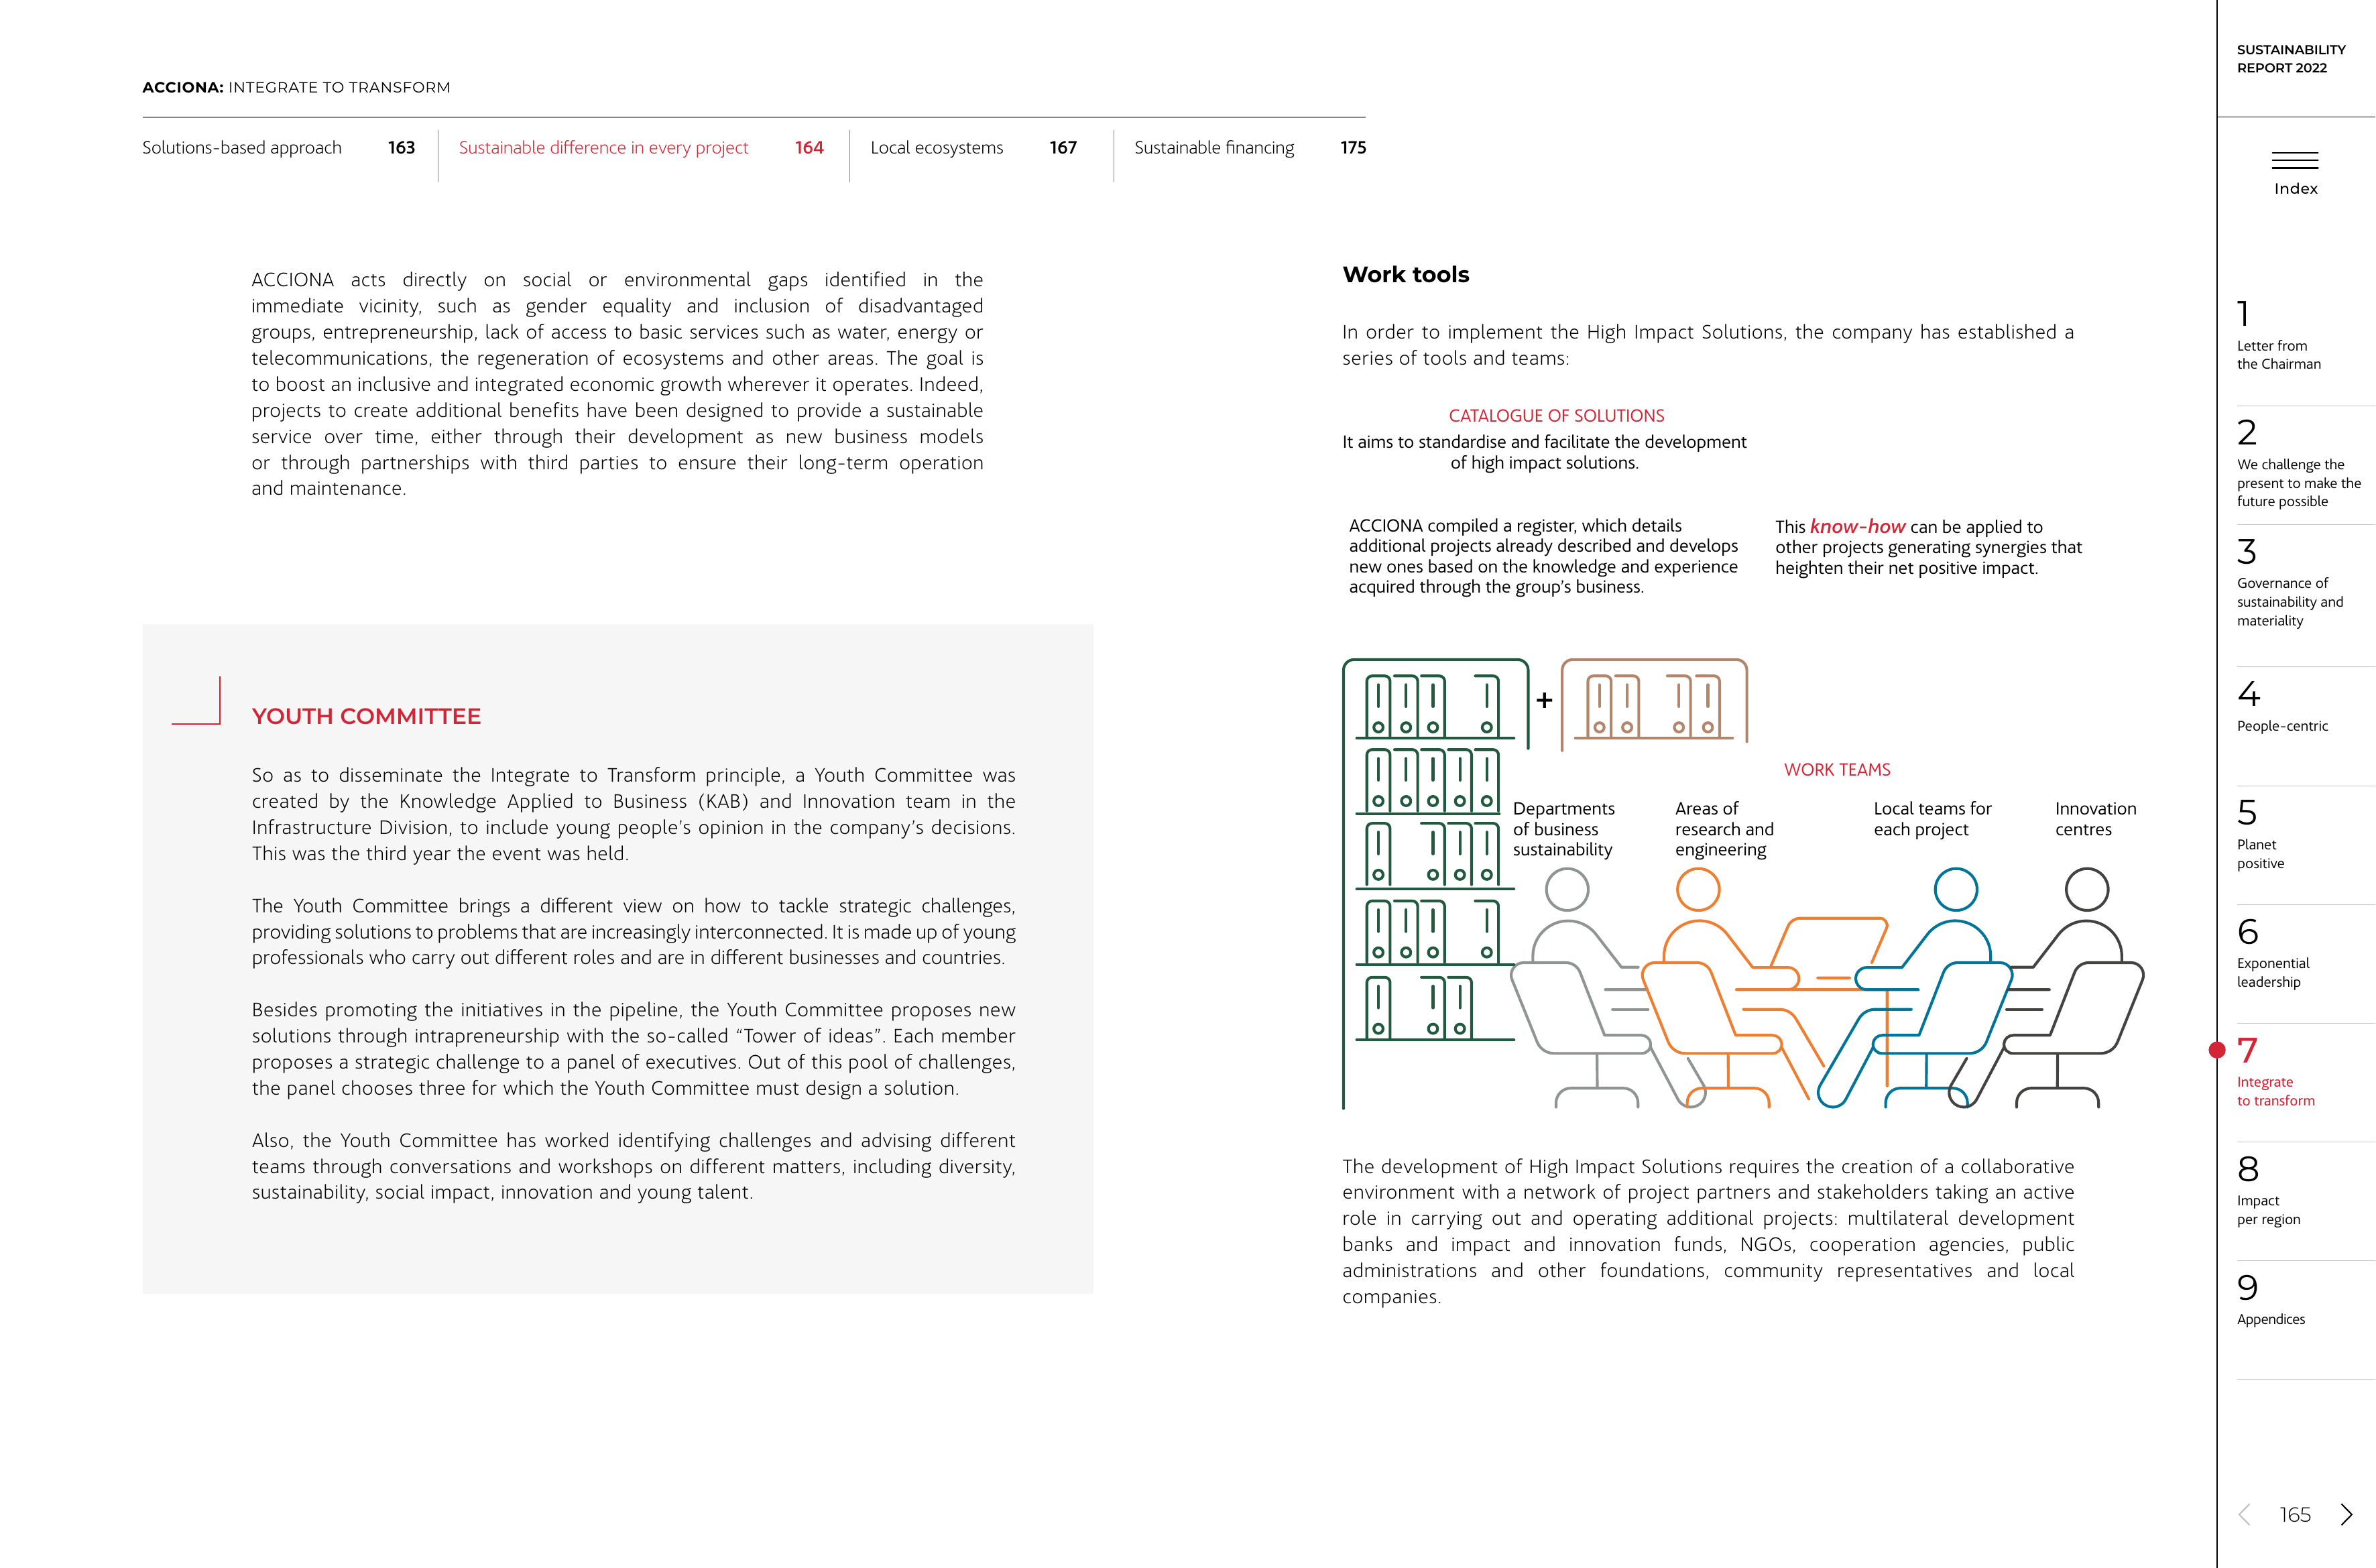 ACCIONA: INTEGRATE TO TRANSFORM
Solutions-based approach 163
Sustainable difference in every project 164
Local ecosystems 167
Sustainable financing 175
ACCIONA acts directly on social or environmental gaps identified in the
immediate vicinity, such as gender equality and inclusion of disadvantaged
groups, entrepreneurship, lack of access to basic services such as water, energy or
telecommunications, the regeneration of ecosystems and other areas. The goal is
to boost an inclusive and integrated economic growth wherever it operates. Indeed,
projects to create additional benefits have been designed to provide a sustainable
service over time, either through their development as new business models
or through partnerships with third parties to ensure their long-term operation
and maintenance.
YOUTH COMMITTEE
So as to disseminate the Integrate to Transform principle, a Youth Committee was
created by the Knowledge Applied to Business (KAB) and Innovation team in the
Infrastructure Division, to include young people's opinion in the company's decisions.
This was the third year the event was held.
The Youth Committee brings a different view on how to tackle strategic challenges,
providing solutions to problems that are increasingly interconnected. It is made up of young
professionals who carry out different roles and are in different businesses and countries.
Besides promoting the initiatives in the pipeline, the Youth Committee proposes new
solutions through intrapreneurship with the so-called “Tower of ideas”. Each member
proposes a strategic challenge to a panel of executives. Out of this pool of challenges,
the panel chooses three for which the Youth Committee must design a solution.
Also, the Youth Committee has worked identifying challenges and advising different
teams through conversations and workshops on different matters, including diversity,
sustainability, social impact, innovation and young talent.
Work tools
In order to implement the High Impact Solutions, the company has established a
series of tools and teams:
CATALOGUE OF SOLUTIONS
It aims to standardise and facilitate the development
of high impact solutions.
ACCIONA compiled a register, which details
additional projects already described and develops
new ones based on the knowledge and experience
acquired through the group's business.
This know-how can be applied to
other projects generating synergies that
heighten their net positive impact.
+
WORK TEAMS
Departments
of business
sustainability
Areas of
research and
engineering
Local teams for
each project
Innovation
centres
The development of High Impact Solutions requires the creation of a collaborative
environment with a network of project partners and stakeholders taking an active
role in carrying out and operating additional projects: multilateral development
banks and impact and innovation funds, NGOs, cooperation agencies, public
administrations and other foundations, community representatives and local
companies.
SUSTAINABILITY
REPORT 2022
Index
1
Letter from
the Chairman
2
We challenge the
present to make the
future possible
3
Governance of
sustainability and
materiality
4
People-centric
5
Planet
positive
6
Exponential
leadership
7
Integrate
to transform
8
Impact
per region
9
Appendices
165